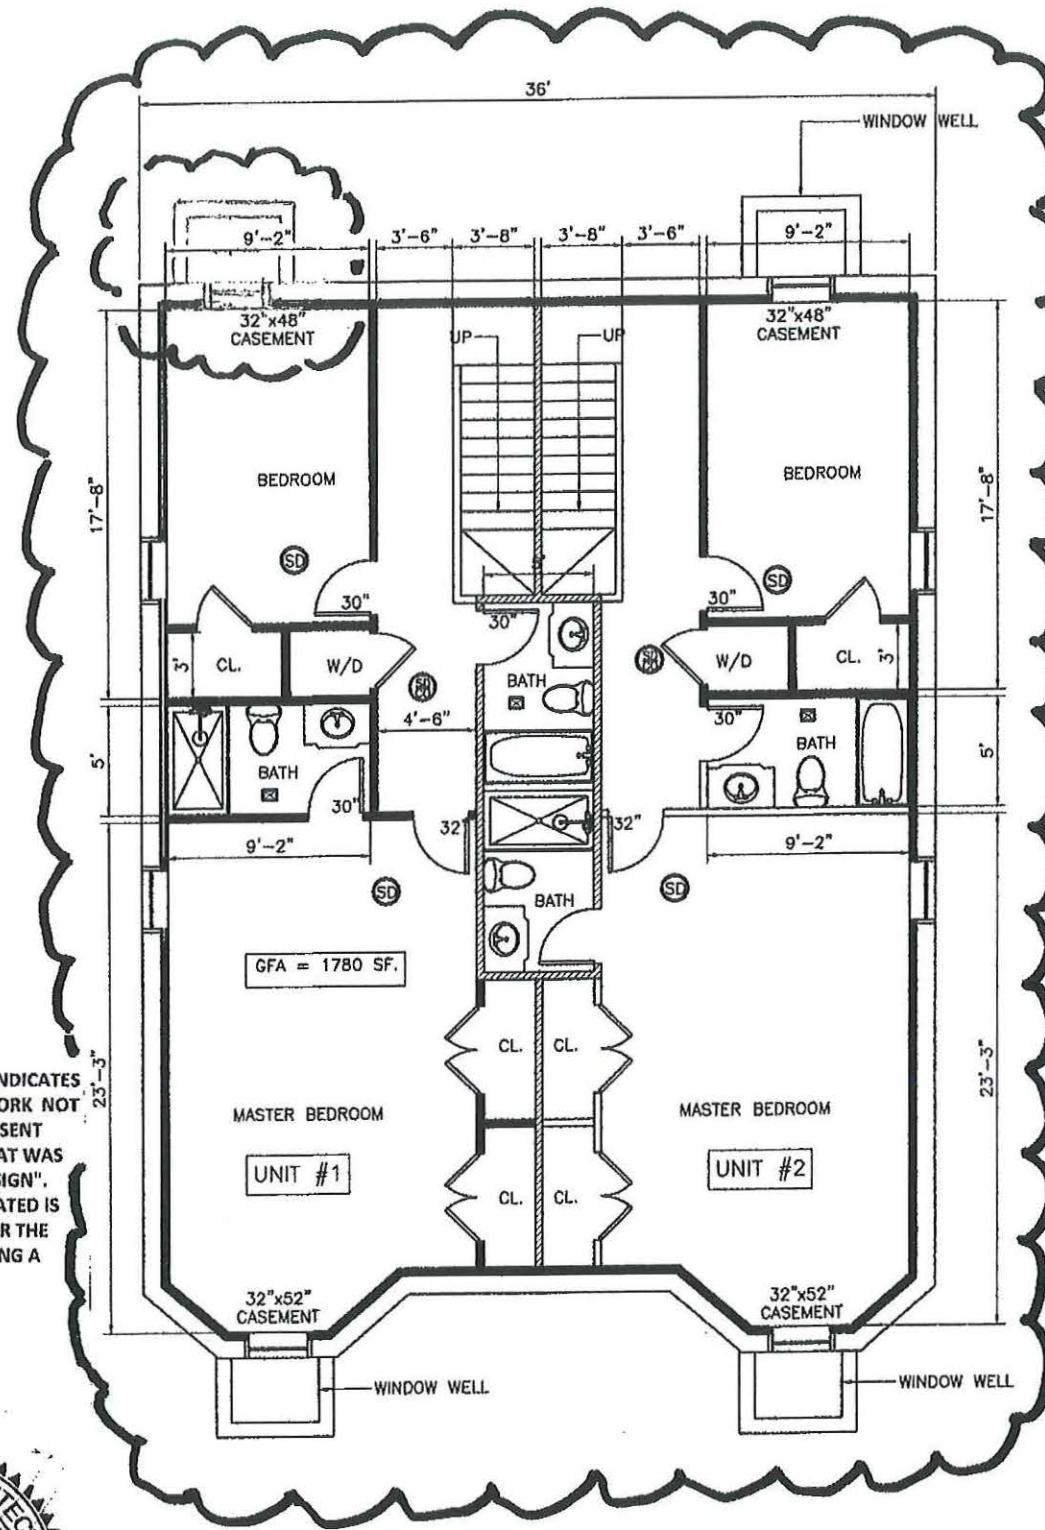 36'
WINDOW WELL
9'-2"
3'-6"
3'-8"
3'-8"
3'-6"
9'-2"
32"x48"
CASEMENT
32"x48"
CASEMENT
UP
UP
BEDROOM
BEDROOM
17'-8"
17'-8"
SD
5'
SD
30"
30"
30"
3'
CL.
W/D
SD
SD
W/D
CL.
3'
BATH
4'-6"
30"
5'
BATH
BATH
5'
30"
32"
32"
9'-2"
9'-2"
SD
SD
BATH
GFA = 1780 SF.
CL.
CL.
23'-3"
23'-3"
NDICATES
ORK NOT
SENT
AT WAS
SIGN".
ATED IS
R THE
NG A
MASTER BEDROOM
MASTER BEDROOM
UNIT #1
UNIT #2
CL.
CL.
32"x52"
CASEMENT
32"x52"
CASEMENT
WINDOW WELL
WINDOW WELL
TEC